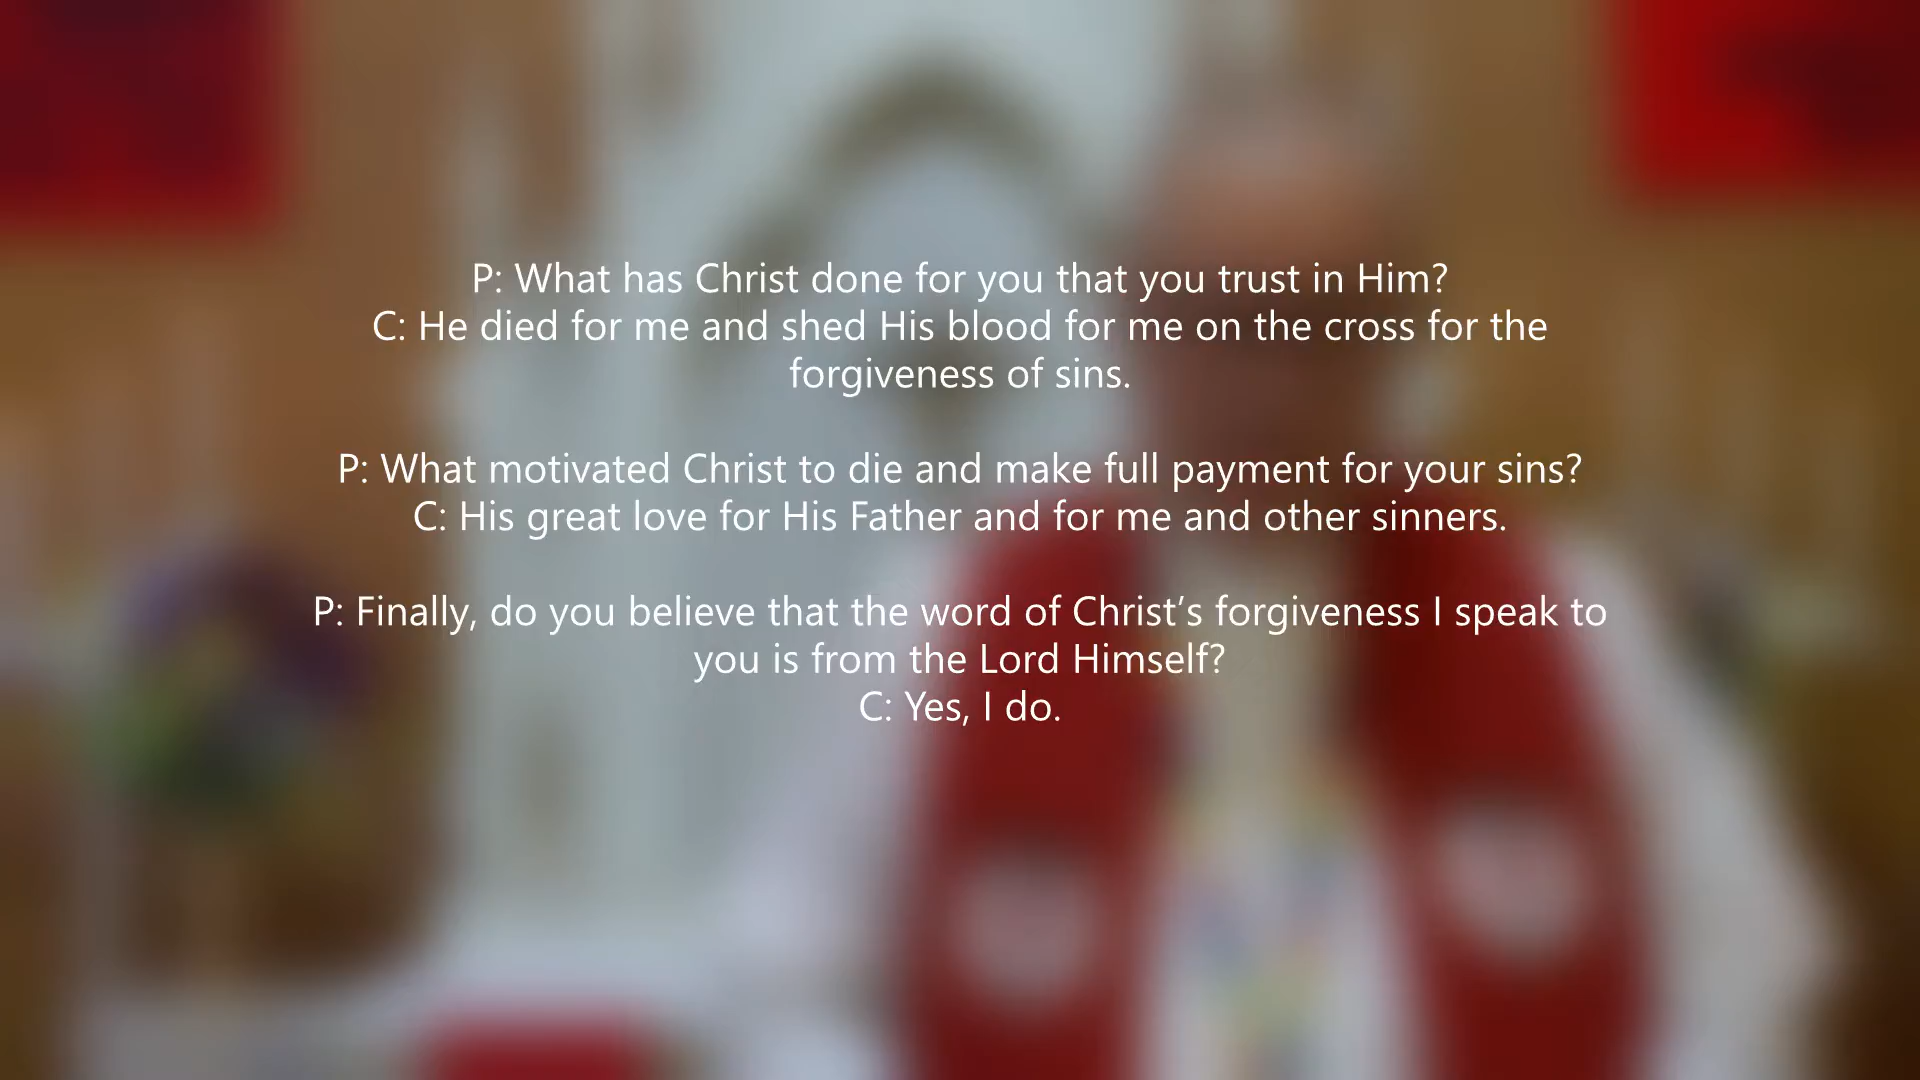 P: What has Christ done for you that you trust in Him?
C: He died for me and shed His blood for me on the cross for the
forgiveness of sins.
P: What motivated Christ to die and make full payment for your sins?
C: His great love for His Father and for me and other sinners.
P: Finally, do you believe that the word of Christ’s forgiveness I speak to
you is from the Lord Himself?
C: Yes, I do.